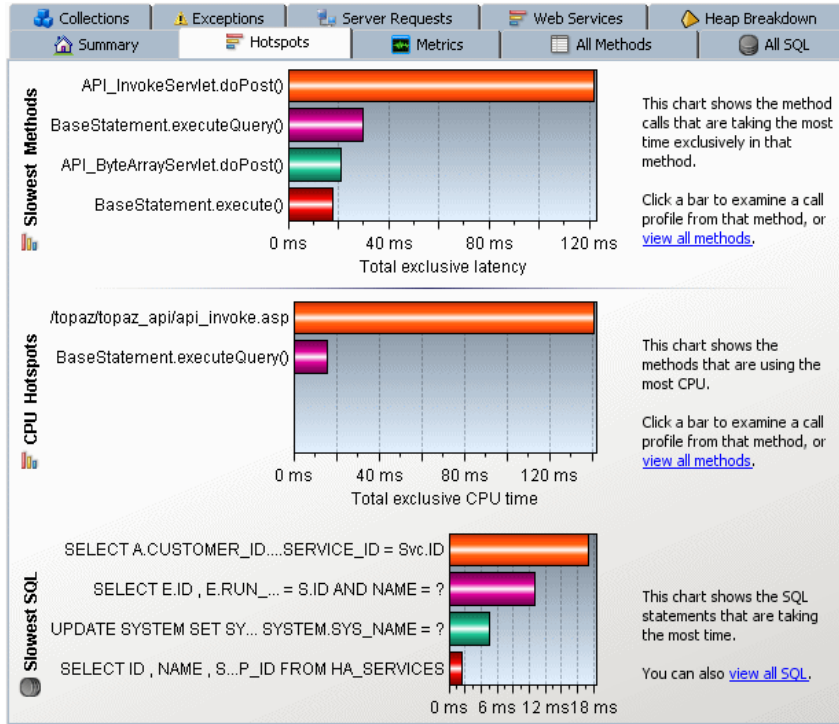 Collections
Exceptions
Server Requests
Web Services
Heap Breakdown
Summary
Hotspots
Metrics
All Methods
All SQL
Slowest Methods
API_InvokeServlet.doPost()
BaseStatement.executeQuery()
API_ByteArrayServlet.doPost()
BaseStatement.execute()
0 ms 40 ms 80 ms 120 ms
Total exclusive latency
This chart shows the method
calls that are taking the most
time exclusively in that
method.
Click a bar to examine a call
profile from that method, or
view all methods.
CPU Hotspots
/topaz/topaz_api/api_invoke.asp
BaseStatement.executeQuery()
0 ms 40 ms 80 ms 120 ms
Total exclusive CPU time
This chart shows the
methods that are using the
most CPU.
Click a bar to examine a call
profile from that method, or
view all methods.
Slowest SQL
SELECT A.CUSTOMER_ID....SERVICE_ID = Svc.ID
SELECT E.ID , E.RUN_... = S.ID AND NAME = ?
UPDATE SYSTEM SET SY... SYSTEM.SYS_NAME = ?
SELECT ID , NAME , S...P_ID FROM HA_SERVICES
0 ms 6 ms 12 ms 18 ms
This chart shows the SQL
statements that are taking
the most time.
You can also view all SQL.